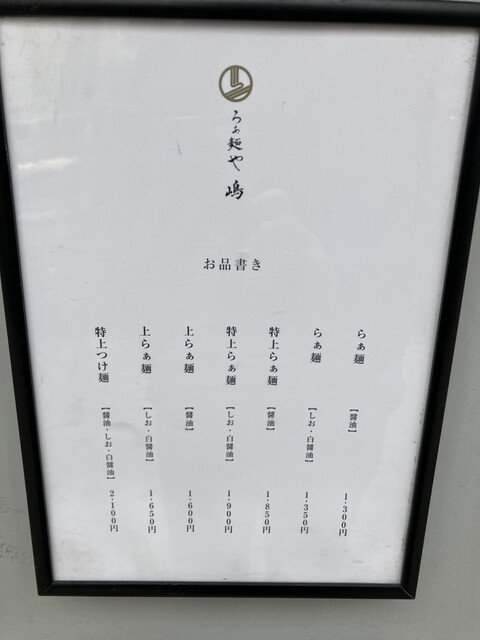 らぁ麺や 嶋
お品書き
らぁ麺 【醤油】 1,300円
らぁ麺 【しお・白醤油】 1,350円
特上らぁ麺 【醤油】 1,850円
特上らぁ麺 【しお・白醤油】 1,900円
上らぁ麺 【醤油】 1,600円
上らぁ麺 【しお・白醤油】 1,650円
特上つけ麺 【醤油・しお・白醤油】 2,100円